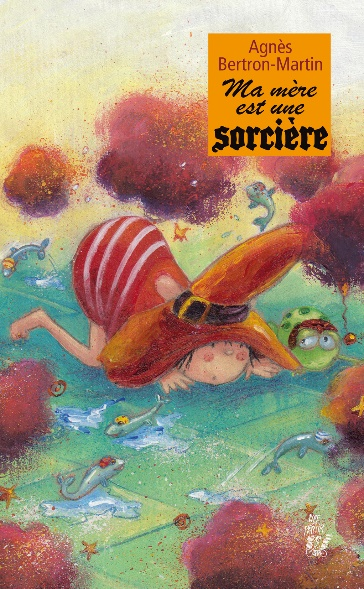 Agnès
Bertron-Martin
Ma mère
est une
sorcière